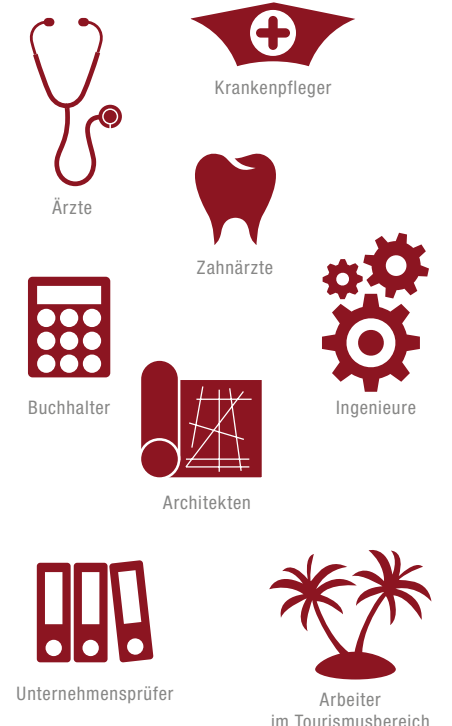 Krankenpfleger
Ärzte
Zahnärzte
Buchhalter
Ingenieure
Architekten
Unternehmensprüfer
Arbeiter
im Tourismusbereich